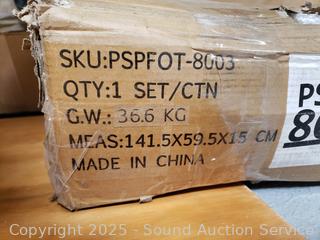 SKU:PSPFOT-8003
QTY:1 SET/CTN
G.W.: 36.6 KG
MEAS:141.5X59.5X15 CM
MADE IN CHINA
PS
80
Copyright 2025 - Sound Auction Service